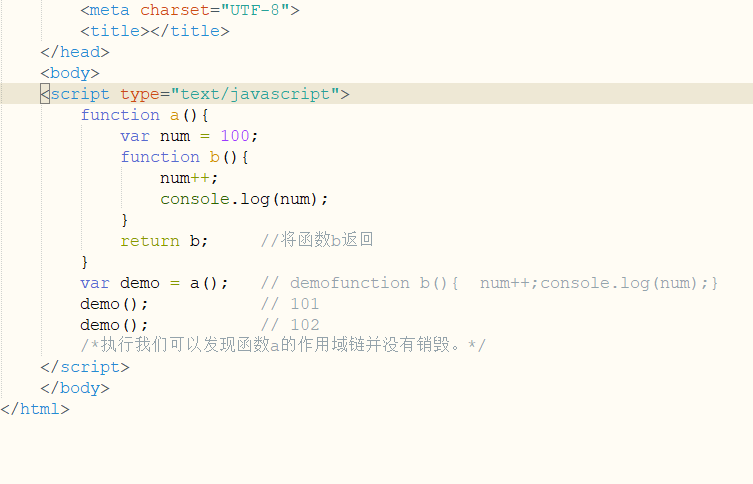 <meta charset="UTF-8">
<title></title>
</head>
<body>
<script type="text/javascript">
function a(){
var num = 100;
function b(){
num++;
console.log(num);
}
return b;     //将函数b返回
}
var demo = a();   // demofunction b(){  num++;console.log(num);}
demo();           // 101
demo();           // 102
/*执行我们可以发现函数a的作用域链并没有销毁。*/
</script>
</body>
</html>